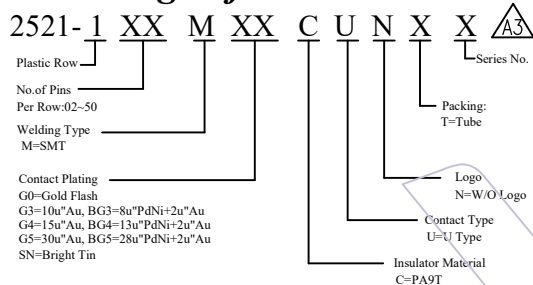 2521-1 XX M XX C U N X X A3
Plastic Row
Series No.
No.of Pins
Per Row:02~50
Packing:
T=Tube
Welding Type
M=SMT
Contact Plating
G0=Gold Flash
G3=10u"Au, BG3=8u"PdNi+2u"Au
G4=15u"Au, BG4=13u"PdNi+2u"Au
G5=30u"Au, BG5=28u"PdNi+2u"Au
SN=Bright Tin
Logo
N=W/O Logo
Contact Type
U=U Type
Insulator Material
C=PA9T